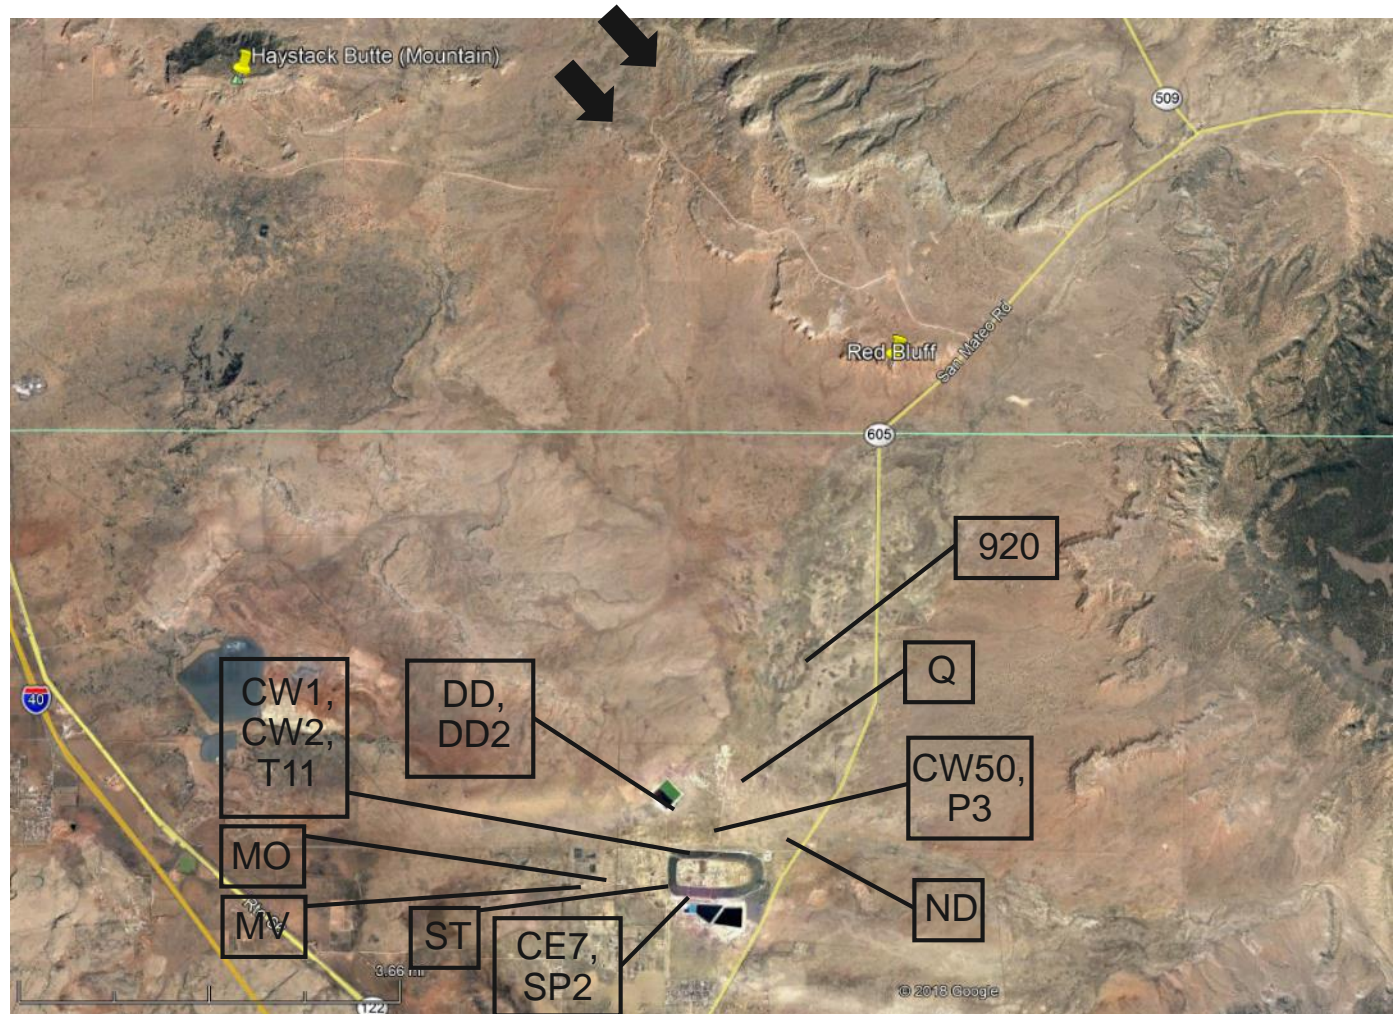 Haystack Butte (Mountain)
509
San Mateo Rd
Red Bluff
605
920
Q
40
CW1,
CW2,
T11
DD,
DD2
CW50,
P3
MO
MV
ST
CE7,
SP2
ND
3.66 mi
122
© 2018 Google